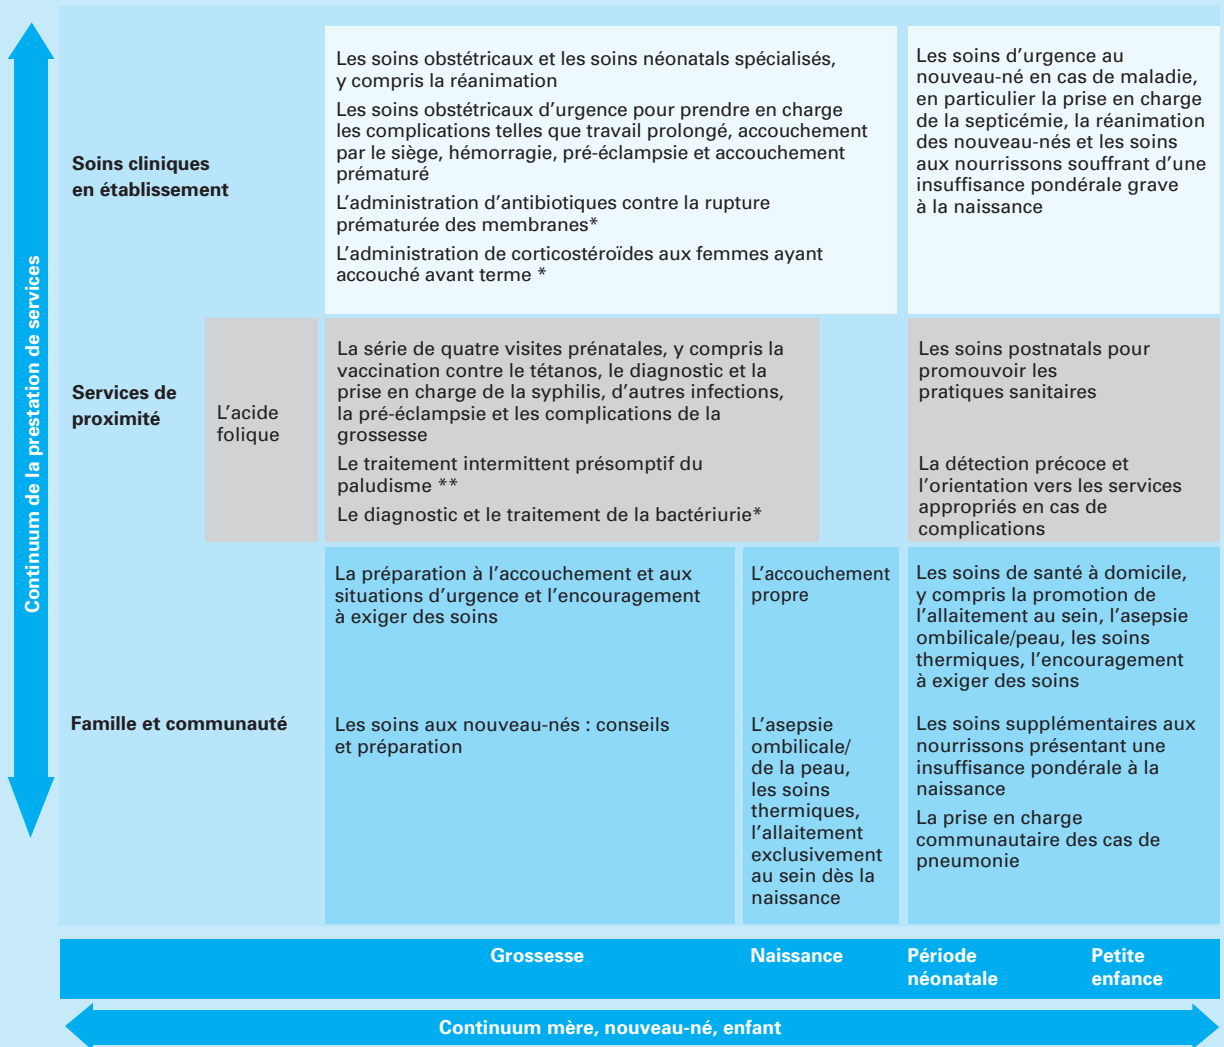 Continuum de la prestation de services
Soins cliniques
en établissement
Les soins obstétricaux et les soins néonatals spécialisés,
y compris la réanimation
Les soins obstétricaux d’urgence pour prendre en charge
les complications telles que travail prolongé, accouchement
par le siège, hémorragie, pré-éclampsie et accouchement
prématuré
L’administration d’antibiotiques contre la rupture
prématurée des membranes*
L’administration de corticostéroïdes aux femmes ayant
accouché avant terme *
Les soins d’urgence au
nouveau-né en cas de maladie,
en particulier la prise en charge
de la septicémie, la réanimation
des nouveau-nés et les soins
aux nourrissons souffrant d’une
insuffisance pondérale grave
à la naissance
Services de
proximité
L’acide
folique
La série de quatre visites prénatales, y compris la
vaccination contre le tétanos, le diagnostic et la
prise en charge de la syphilis, d’autres infections,
la pré-éclampsie et les complications de la
grossesse
Le traitement intermittent présomptif du
paludisme **
Le diagnostic et le traitement de la bactériurie*
Les soins postnatals pour
promouvoir les
pratiques sanitaires
La détection précoce et
l’orientation vers les services
appropriés en cas de
complications
Famille et communauté
La préparation à l’accouchement et aux
situations d’urgence et l’encouragement
à exiger des soins
Les soins aux nouveau-nés : conseils
et préparation
L’accouchement
propre
L’asepsie
ombilicale/
de la peau,
les soins
thermiques,
l’allaitement
exclusivement
au sein dès la
naissance
Les soins de santé à domicile,
y compris la promotion de
l’allaitement au sein, l’asepsie
ombilicale/peau, les soins
thermiques, l’encouragement
à exiger des soins
Les soins supplémentaires aux
nourrissons présentant une
insuffisance pondérale à la
naissance
La prise en charge
communautaire des cas de
pneumonie
Grossesse
Naissance
Période
néonatale
Petite
enfance
Continuum mère, nouveau-né, enfant